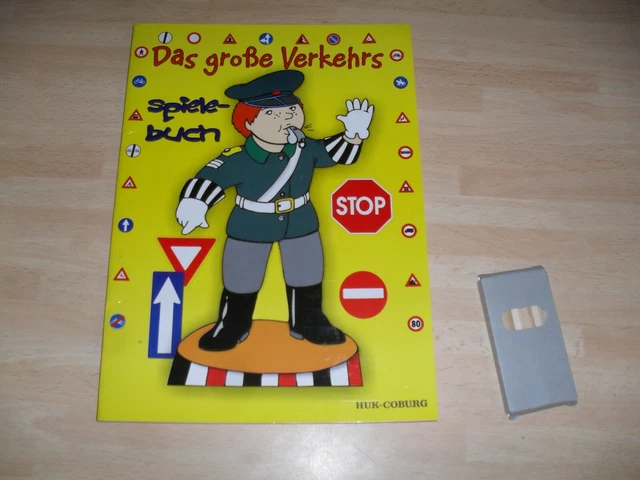 Das große Verkehrs
spiele-
buch
STOP
HUK-COBURG
80